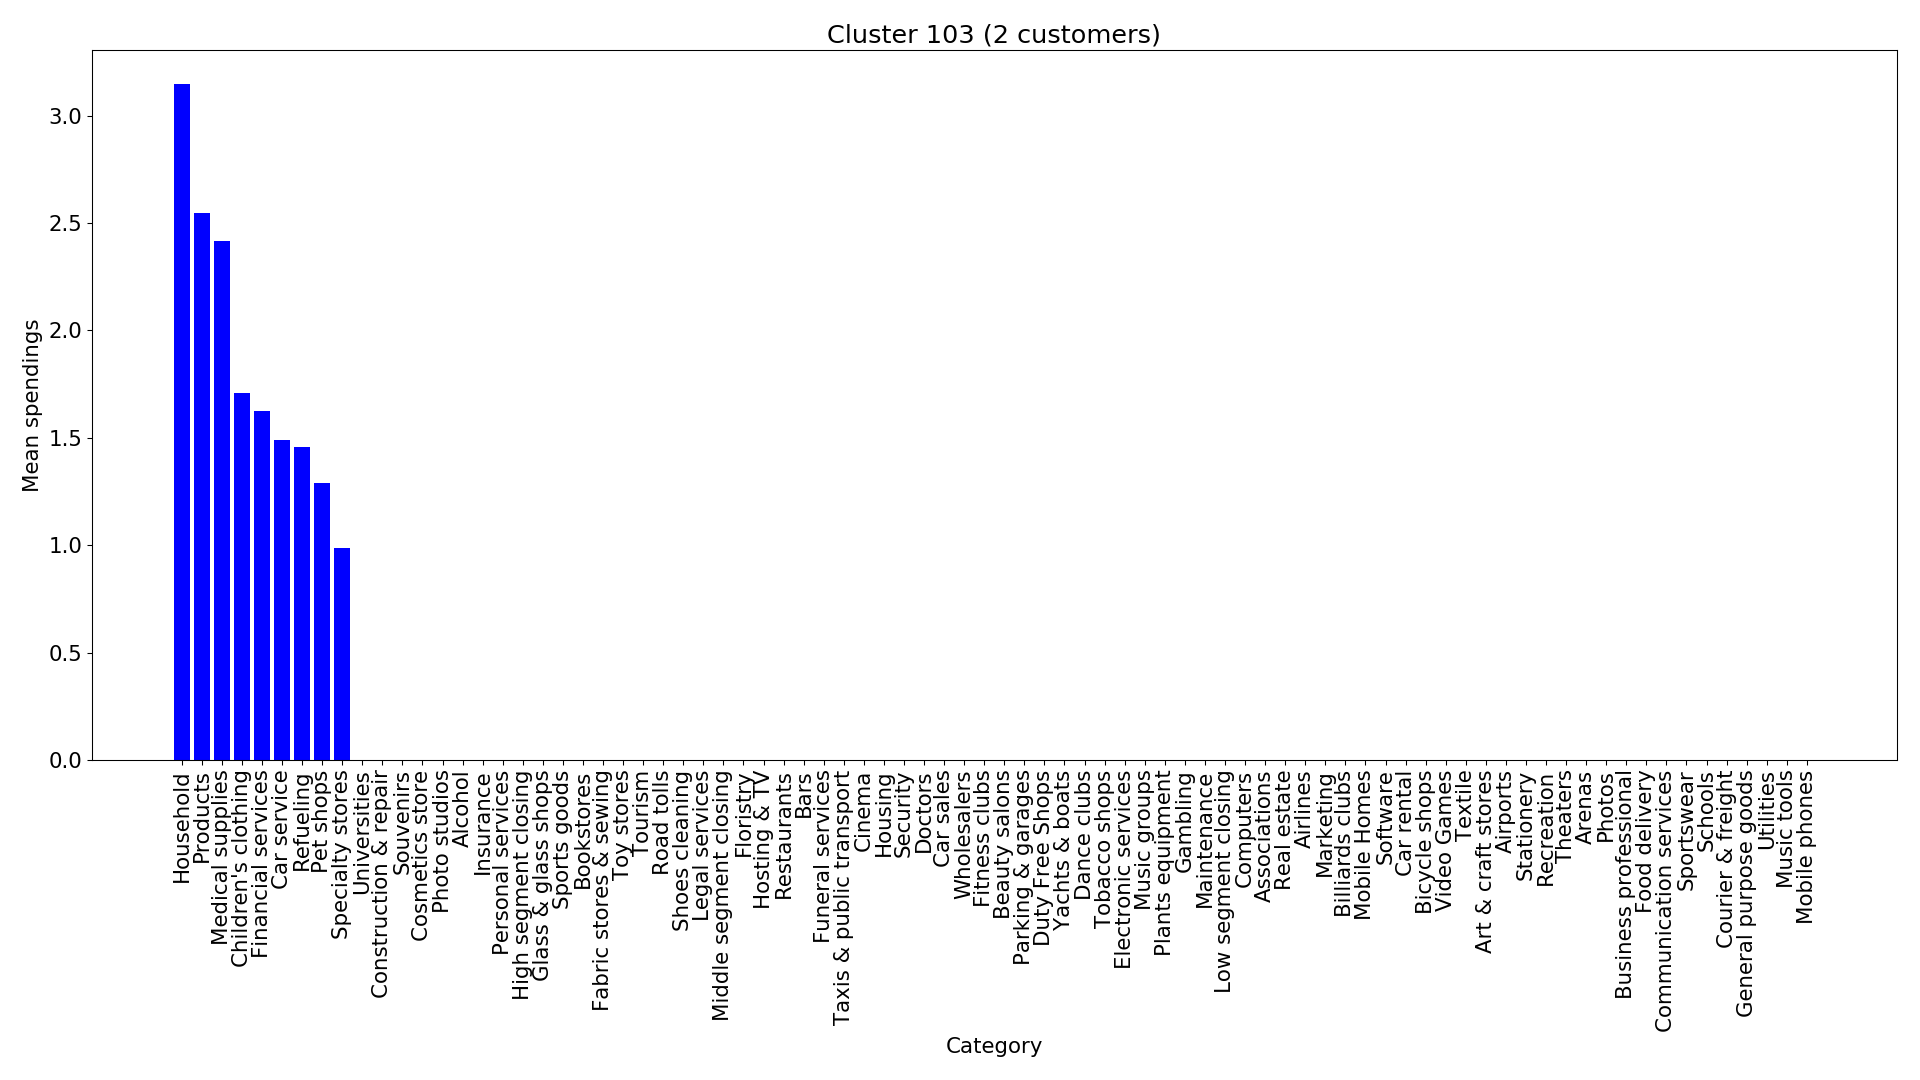 Cluster 103 (2 customers)
Mean spendings
3.0
2.5
2.0
1.5
1.0
0.5
0.0
Household
Products
Medical supplies
Children's clothing
Financial services
Car service
Refueling
Pet shops
Specialty stores
Universities
Construction & repair
Souvenirs
Cosmetics store
Photo studios
Alcohol
Insurance
Personal services
High segment closing
Glass & glass shops
Sports goods
Bookstores
Fabric stores & sewing
Toy stores
Tourism
Road tolls
Shoes cleaning
Legal services
Middle segment closing
Floristry
Hosting & TV
Restaurants
Bars
Funeral services
Taxis & public transport
Cinema
Housing
Security
Doctors
Car sales
Wholesalers
Fitness clubs
Beauty salons
Parking & garages
Duty Free Shops
Yachts & boats
Dance clubs
Tobacco shops
Electronic services
Music groups
Plants equipment
Gambling
Maintenance
Low segment closing
Computers
Associations
Real estate
Airlines
Marketing
Billiards clubs
Mobile Homes
Software
Car rental
Bicycle shops
Video Games
Textile
Art & craft stores
Airports
Stationery
Recreation
Theaters
Arenas
Photos
Business professional
Food delivery
Communication services
Sportswear
Schools
Courier & freight
General purpose goods
Utilities
Music tools
Mobile phones
Category